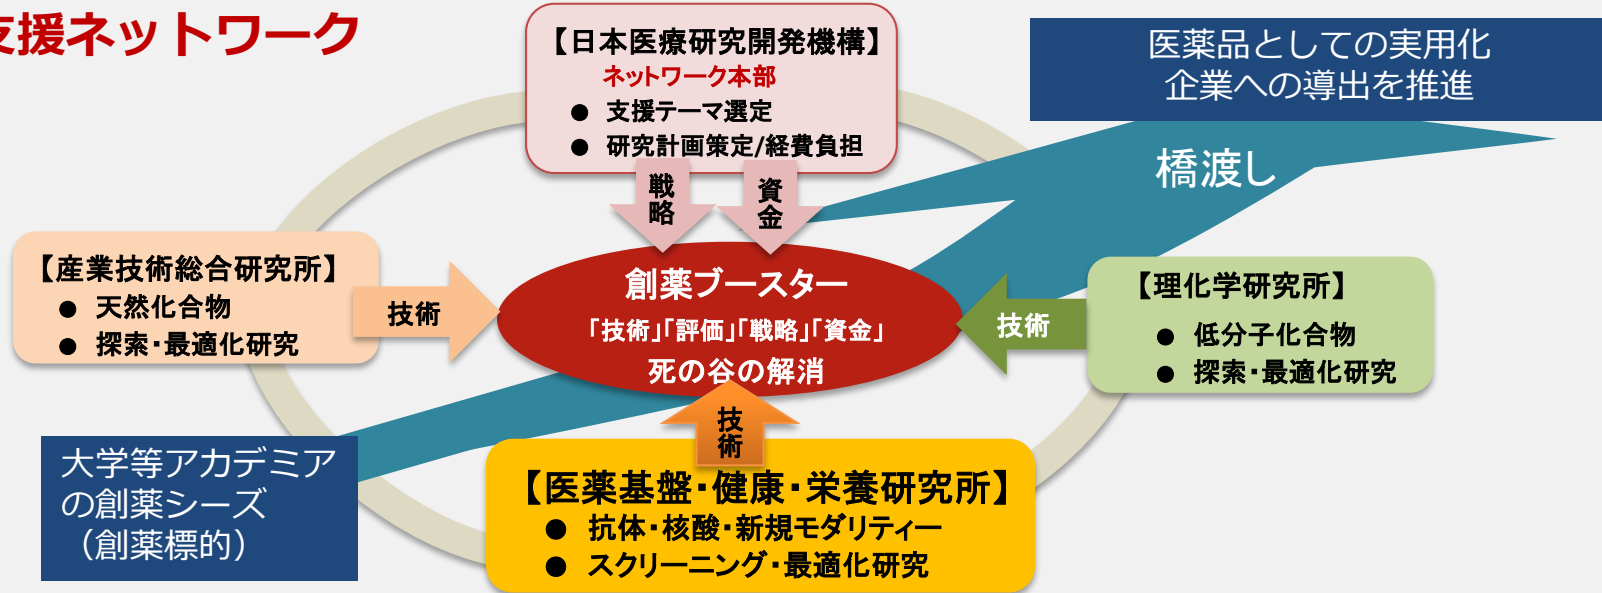 支援ネットワーク
【日本医療研究開発機構】
ネットワーク本部
● 支援テーマ選定
● 研究計画策定/経費負担
医薬品としての実用化
企業への導出を推進
橋渡し
戦略
資金
【産業技術総合研究所】
● 天然化合物
● 探索・最適化研究
技術
創薬ブースター
「技術」「評価」「戦略」「資金」
死の谷の解消
技術
【理化学研究所】
● 低分子化合物
● 探索・最適化研究
技術
大学等アカデミア
の創薬シーズ
（創薬標的）
【医薬基盤・健康・栄養研究所】
● 抗体・核酸・新規モダリティー
● スクリーニング・最適化研究